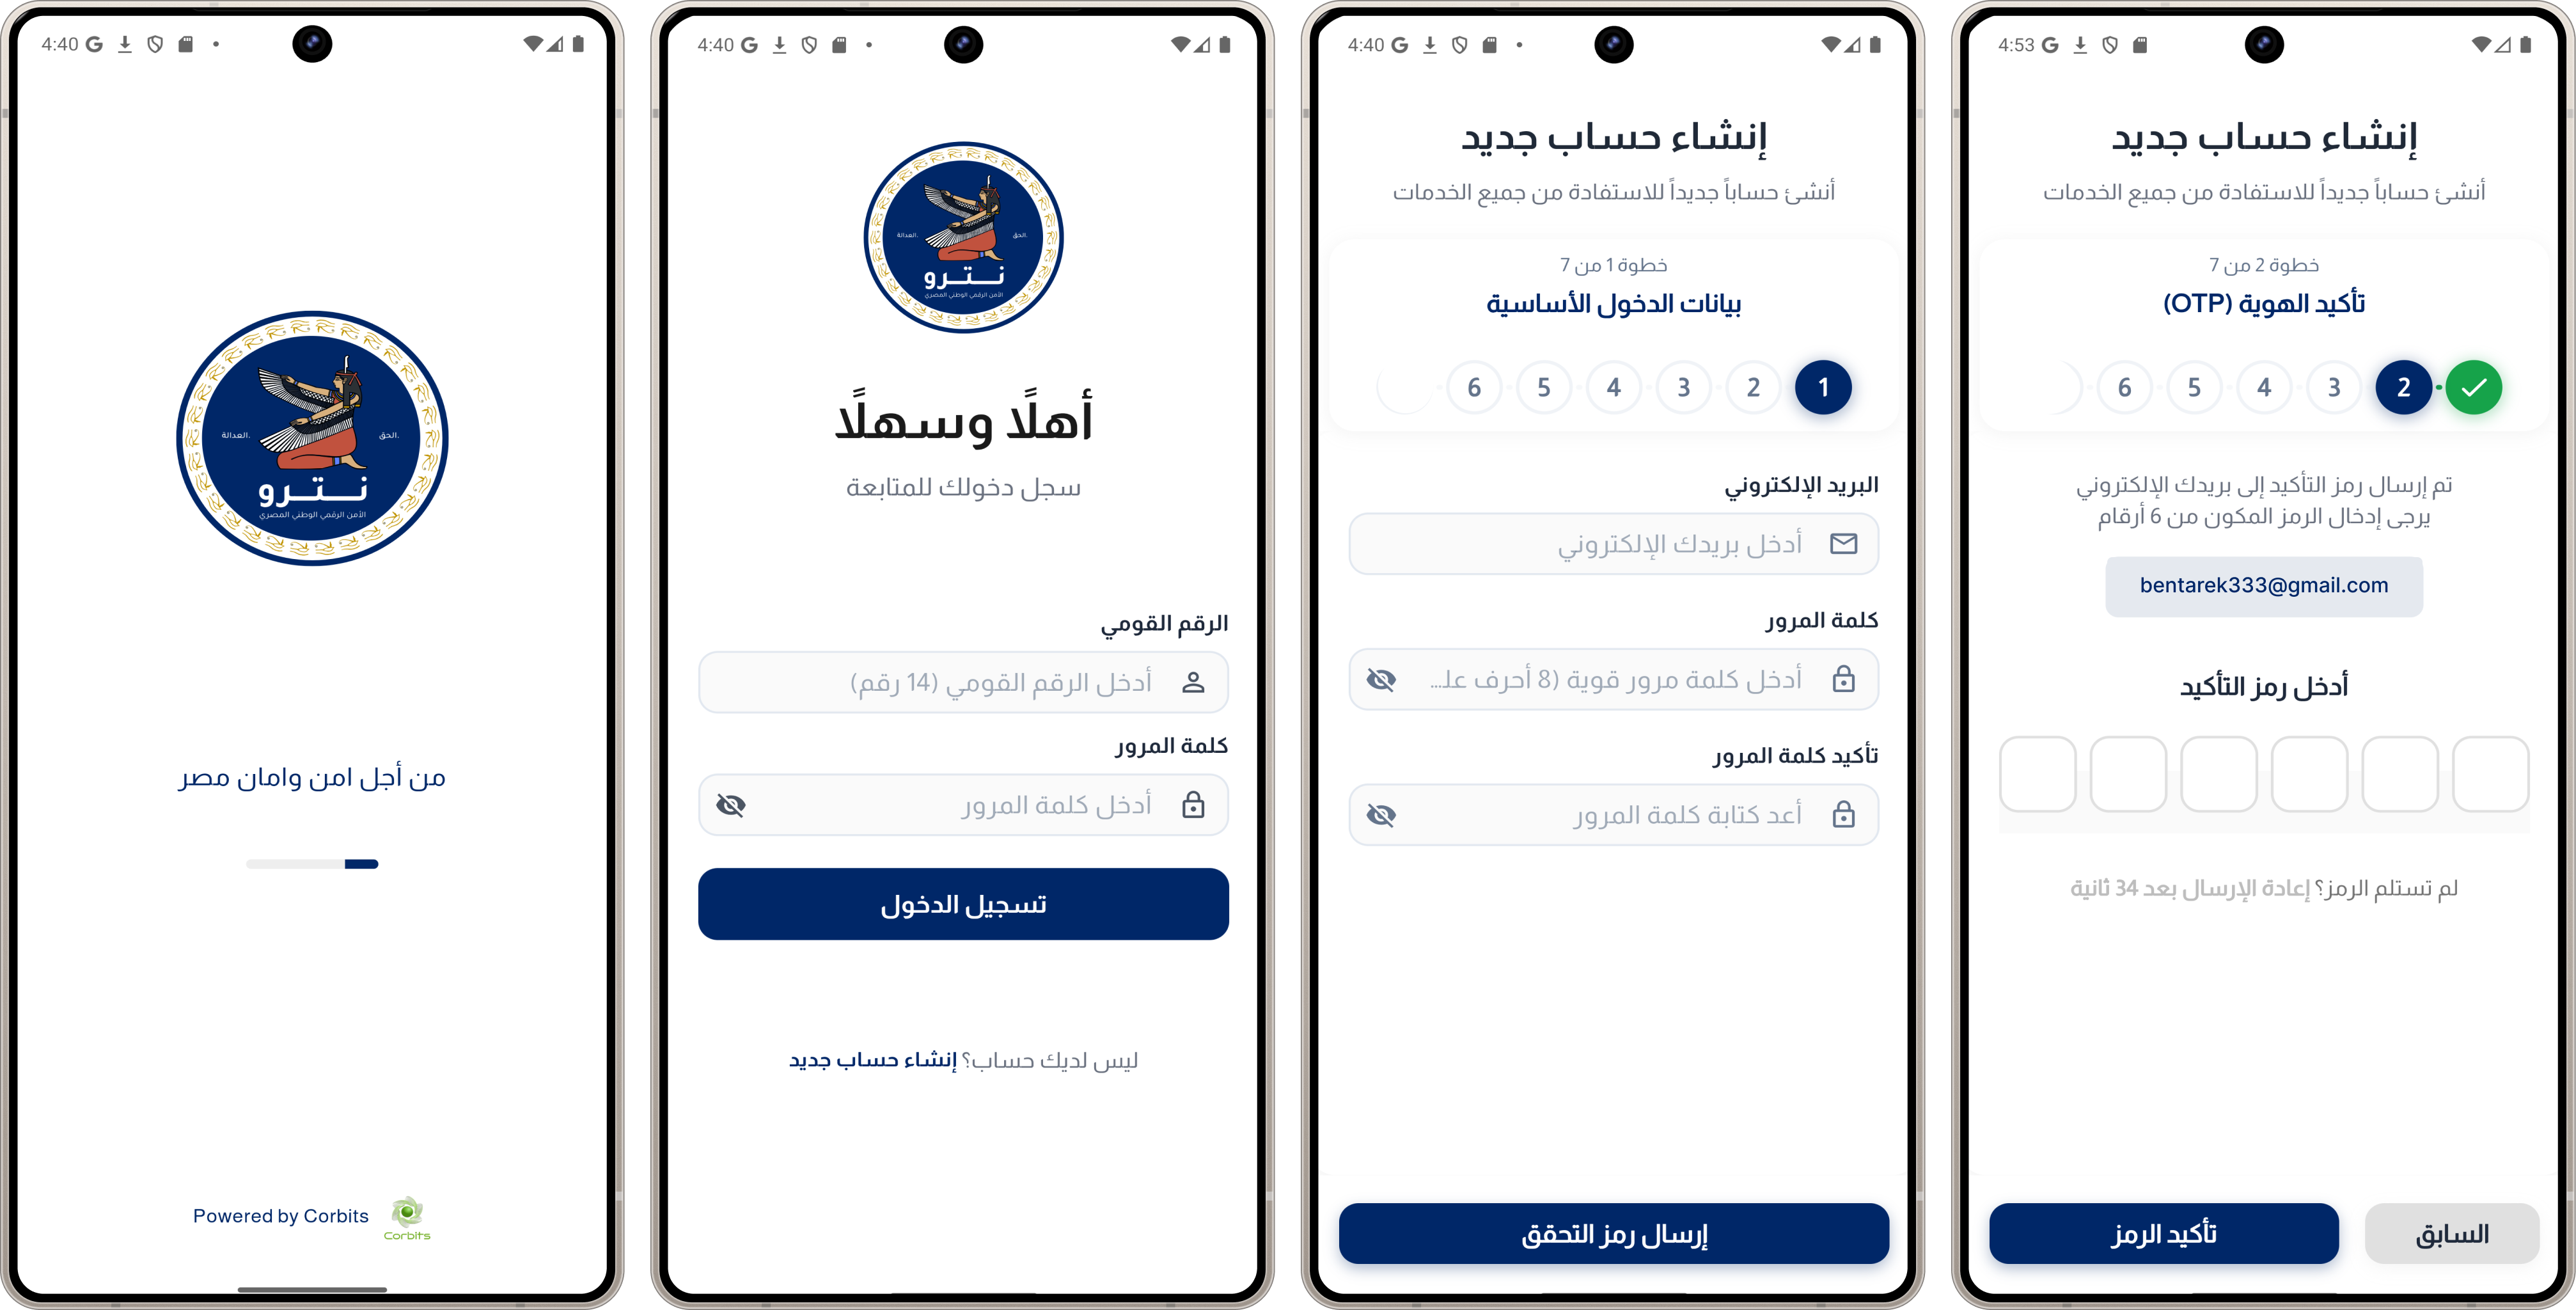 4:40
الحق.
العدالة.
نترو
الأمن الرقمي الوطني المصري
من أجل امن وامان مصر
Powered by Corbits
Corbits
4:40
الحق.
العدالة.
نترو
الأمن الرقمي الوطني المصري
أهلًا وسهلًا
سجل دخولك للمتابعة
الرقم القومي
أدخل الرقم القومي (14 رقم)
كلمة المرور
أدخل كلمة المرور
تسجيل الدخول
ليس لديك حساب؟ إنشاء حساب جديد
4:40
إنشاء حساب جديد
أنشئ حساباً جديداً للاستفادة من جميع الخدمات
خطوة 1 من 7
بيانات الدخول الأساسية
1 2 3 4 5 6
البريد الإلكتروني
أدخل بريدك الإلكتروني
كلمة المرور
أدخل كلمة مرور قوية (8 أحرف علـ...
تأكيد كلمة المرور
أعد كتابة كلمة المرور
إرسال رمز التحقق
4:53
إنشاء حساب جديد
أنشئ حساباً جديداً للاستفادة من جميع الخدمات
خطوة 2 من 7
تأكيد الهوية (OTP)
2 3 4 5 6
تم إرسال رمز التأكيد إلى بريدك الإلكتروني
يرجى إدخال الرمز المكون من 6 أرقام
bentarek333@gmail.com
أدخل رمز التأكيد
لم تستلم الرمز؟ إعادة الإرسال بعد 34 ثانية
السابق
تأكيد الرمز